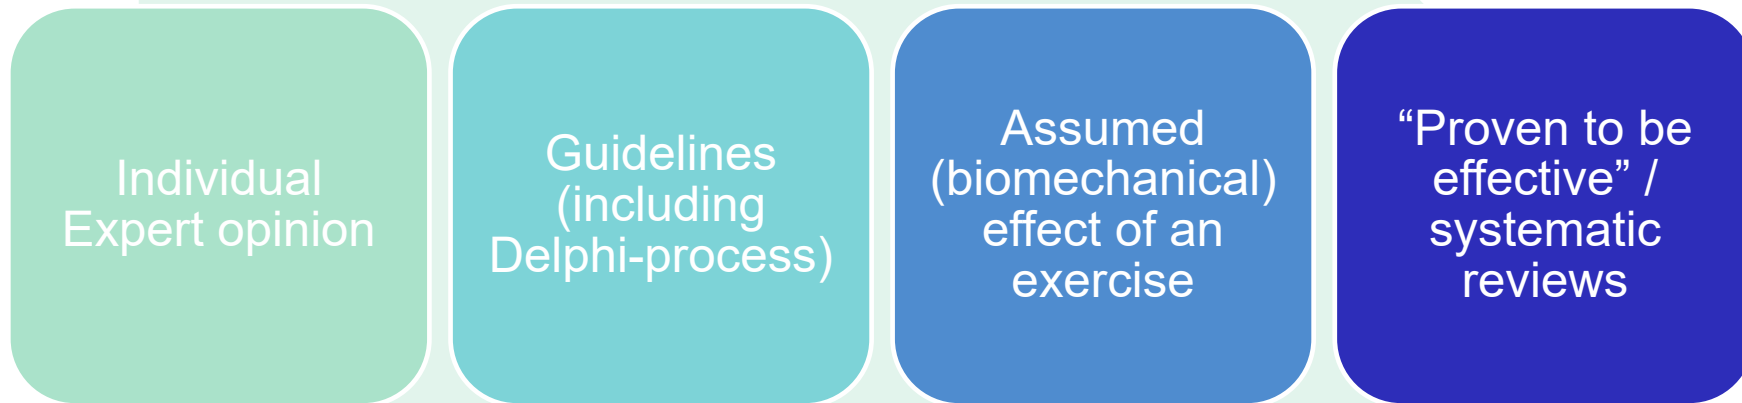 Individual
Expert opinion
Guidelines
(including
Delphi-process)
Assumed
(biomechanical)
effect of an
exercise
“Proven to be
effective” /
systematic
reviews